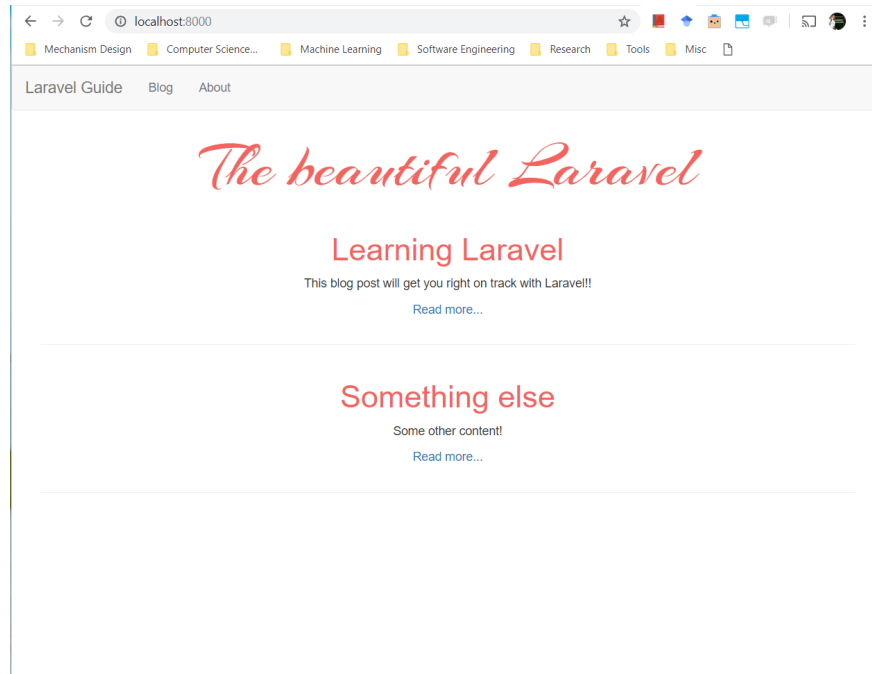 localhost:8000
Mechanism Design Computer Science... Machine Learning Software Engineering Research Tools Misc
Laravel Guide Blog About
The beautiful Laravel
Learning Laravel
This blog post will get you right on track with Laravel!!
Read more...
Something else
Some other content!
Read more...